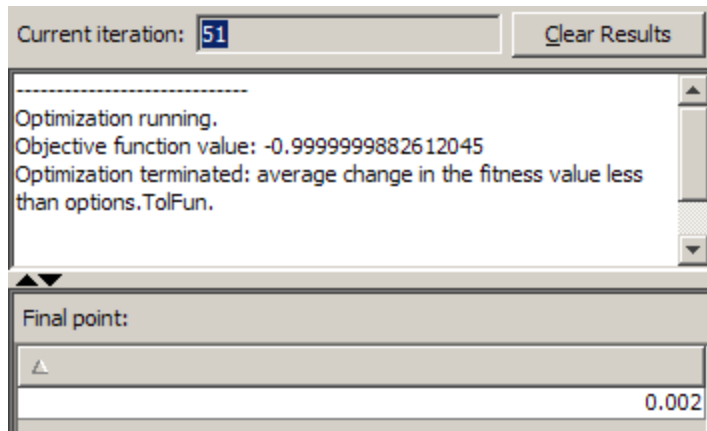 Current iteration: 51 Clear Results
-----------------------------
Optimization running.
Objective function value: -0.9999999882612045
Optimization terminated: average change in the fitness value less
than options.TolFun.
Final point:
0.002